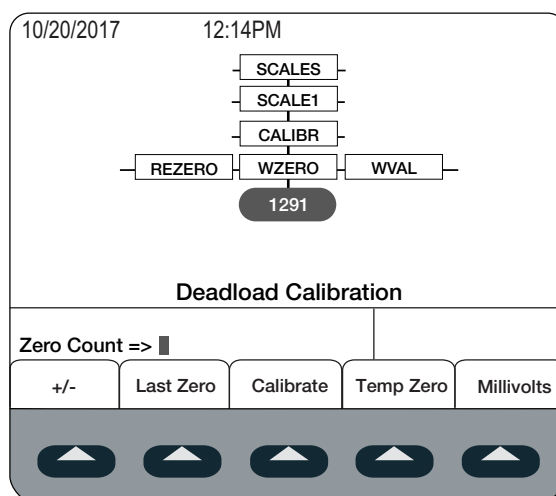 10/20/2017 12:14PM
SCALES
SCALE1
CALIBR
REZERO WZERO WVAL
1291
Deadload Calibration
Zero Count =>
+/- Last Zero Calibrate Temp Zero Millivolts